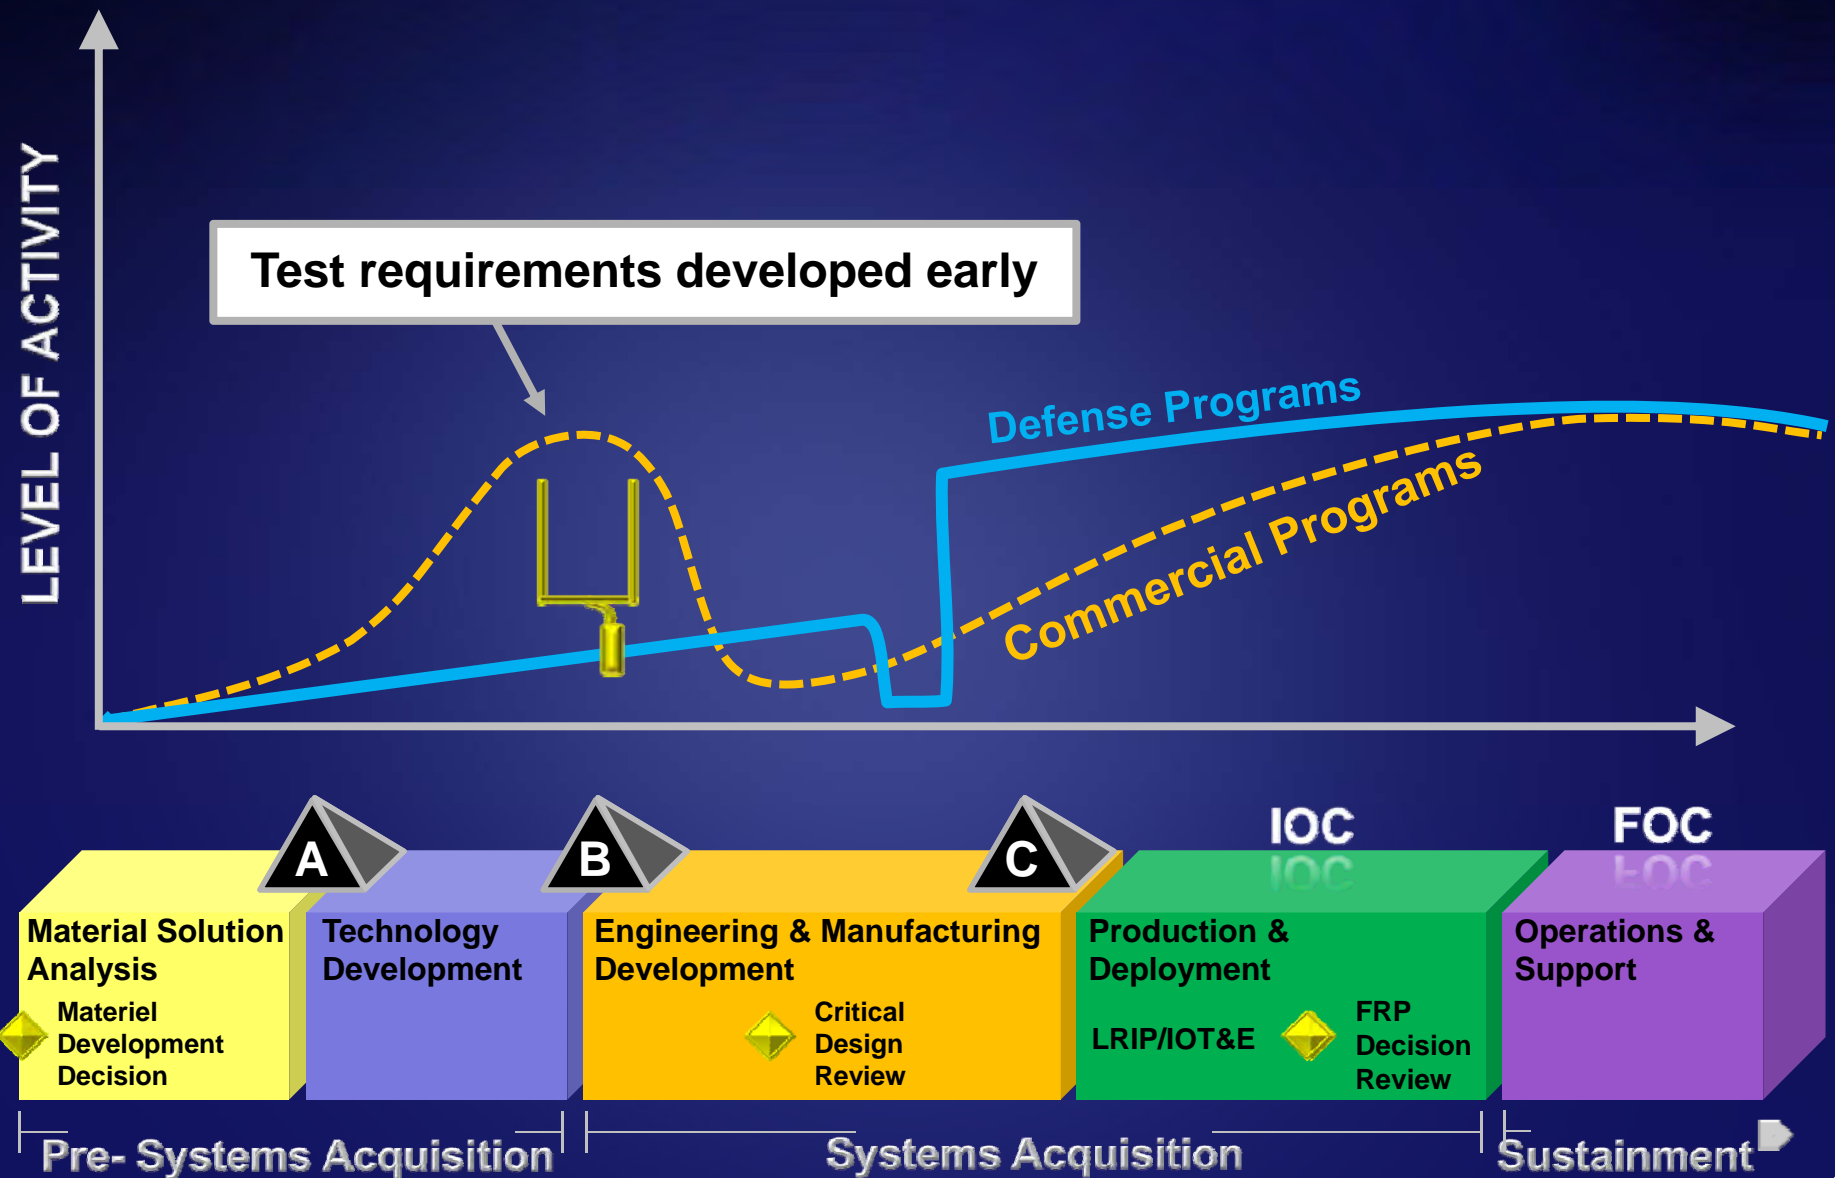 LEVEL OF ACTIVITY
Test requirements developed early
Defense Programs
Commercial Programs
A
B
C
IOC
FOC
Material Solution
Analysis
Materiel
Development
Decision
Technology
Development
Engineering & Manufacturing
Development
Critical
Design
Review
Production &
Deployment
LRIP/IOT&E
FRP
Decision
Review
Operations &
Support
Pre- Systems Acquisition
Systems Acquisition
Sustainment